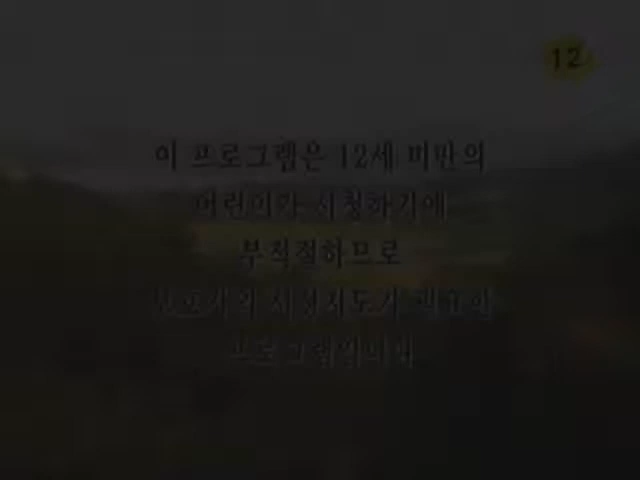 12
이 프로그램은 12세 미만의
어린이가 시청하기에
부적절하므로
보호자의 시청지도가 필요한
프로그램입니다